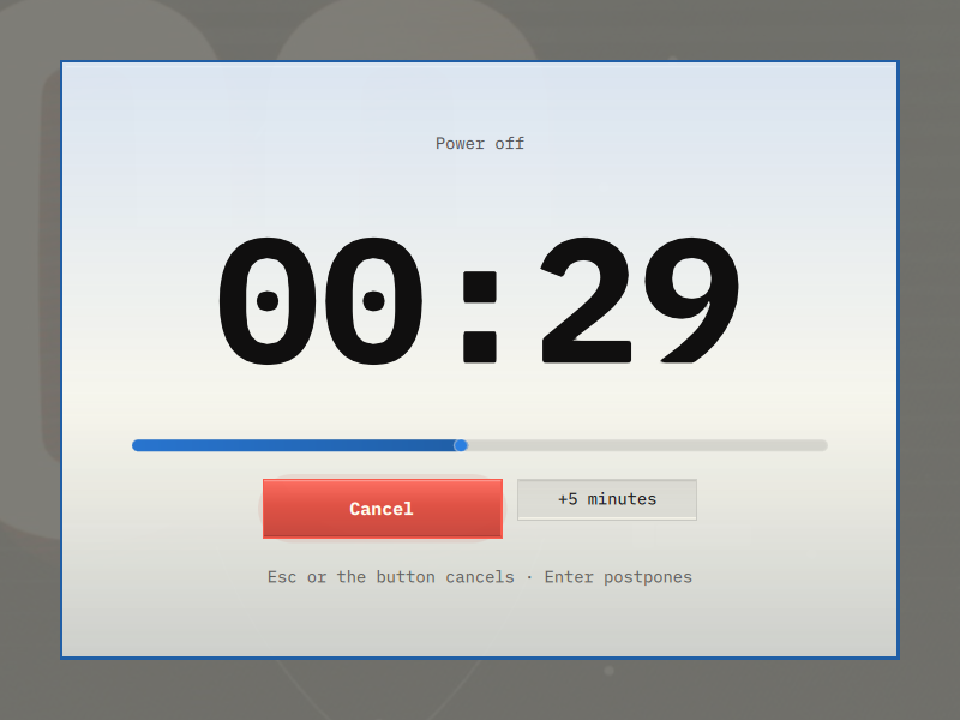 Power off
00:29
Cancel
+5 minutes
Esc or the button cancels · Enter postpones